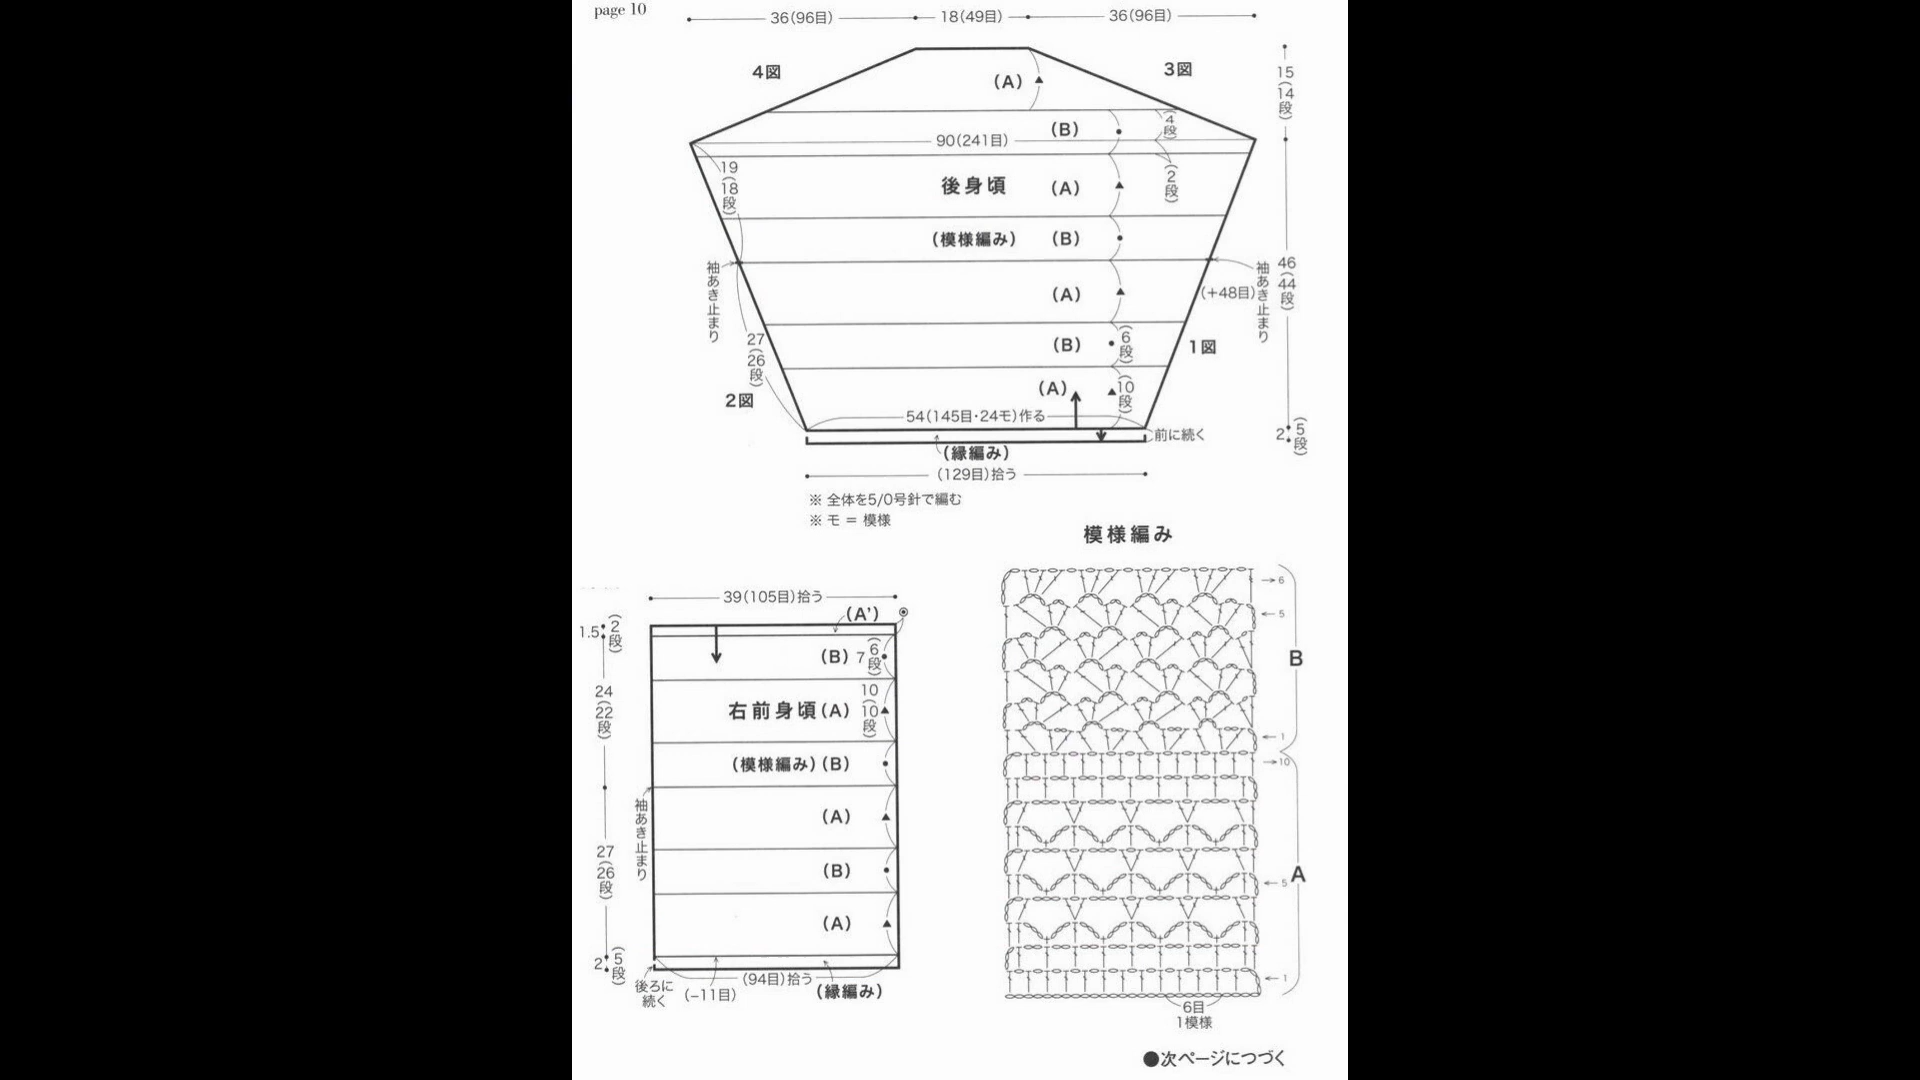 page 10
36(96目)
18(49目)
36(96目)
4図
3図
(A)
15(14段)
(B)
(4段)
90(241目)
19(18段)
(2段)
後身頃
(A)
(模様編み)
(B)
袖あき止まり
袖あき止まり
46(44段)
(A)
(+48目)
27(26段)
(B)
(6段)
1図
(A)
(10段)
2図
54(145目・24モ)作る
前に続く
2(5段)
(縁編み)
(129目)拾う
※ 全体を5/0号針で編む
※ モ = 模様
模様編み
39(105目)拾う
(A')
1.5(2段)
(B)
7(6段)
24(22段)
右前身頃(A)
10(10段)
(模様編み)(B)
袖あき止まり
(A)
27(26段)
(B)
(A)
2(5段)
(94目)拾う
後ろに続く
(−11目)
(縁編み)
→6
←5
B
←1
→10
←5
A
←1
6目
1模様
●次ページにつづく